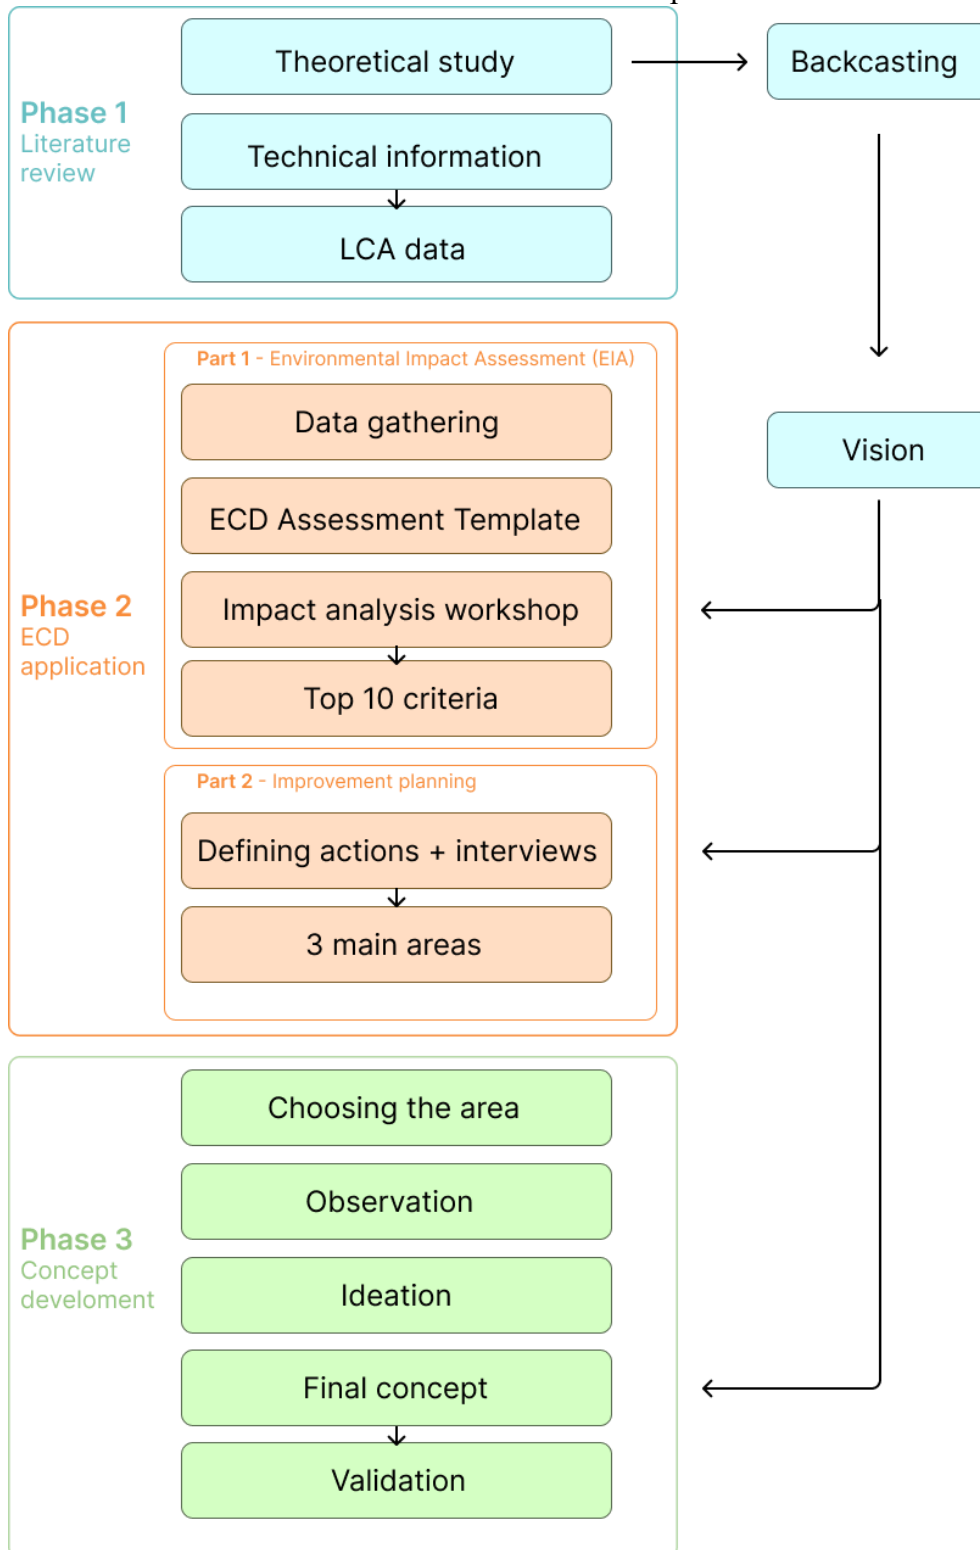 Theoretical study
Backcasting
Phase 1
Literature
review
Technical information
LCA data
Part 1 - Environmental Impact Assessment (EIA)
Data gathering
Vision
ECD Assessment Template
Phase 2
ECD
application
Impact analysis workshop
Top 10 criteria
Part 2 - Improvement planning
Defining actions + interviews
3 main areas
Choosing the area
Observation
Phase 3
Concept
develoment
Ideation
Final concept
Validation